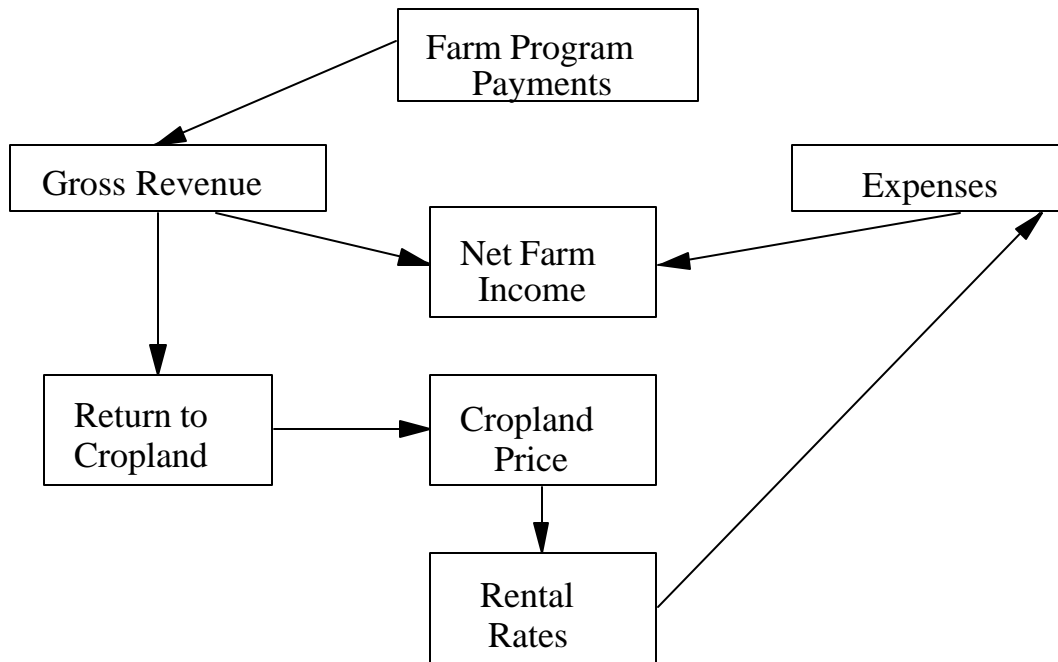 Farm Program
Payments
Gross Revenue
Expenses
Net Farm
Income
Return to
Cropland
Cropland
Price
Rental
Rates